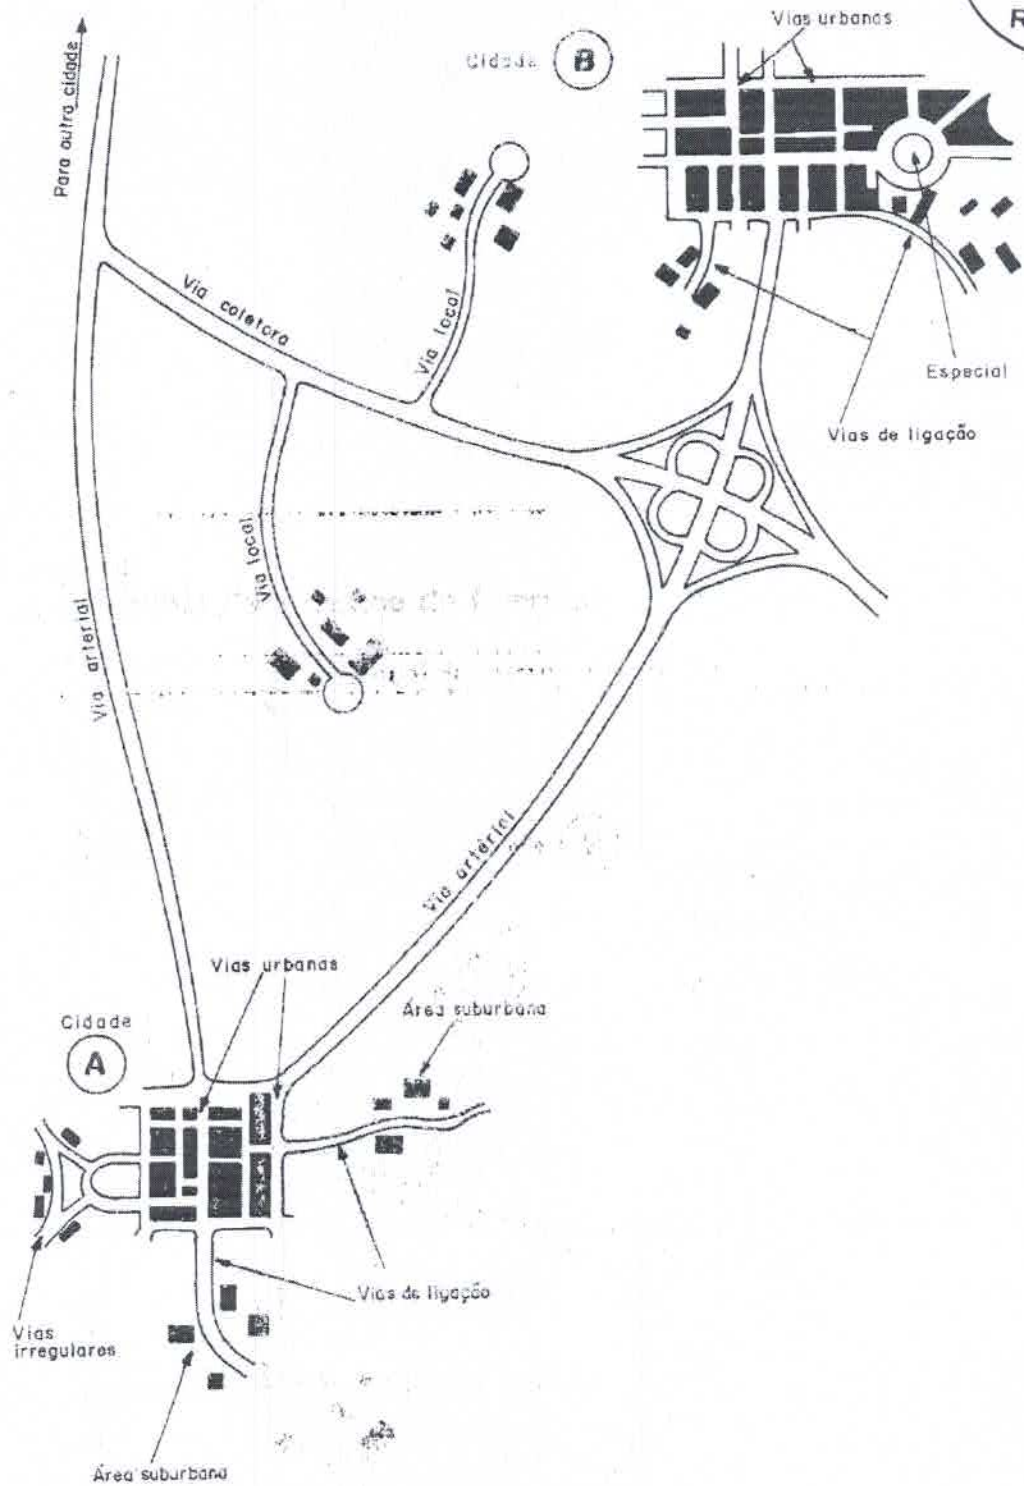 R
Vias urbanas
Cidade B
Para outra cidade
Via coletora
Via local
Especial
Vias de ligação
Via local
Via arterial
Via arterial
Vias urbanas
Área suburbana
Cidade
A
Vias de ligação
Vias
irregulares
Área suburbana